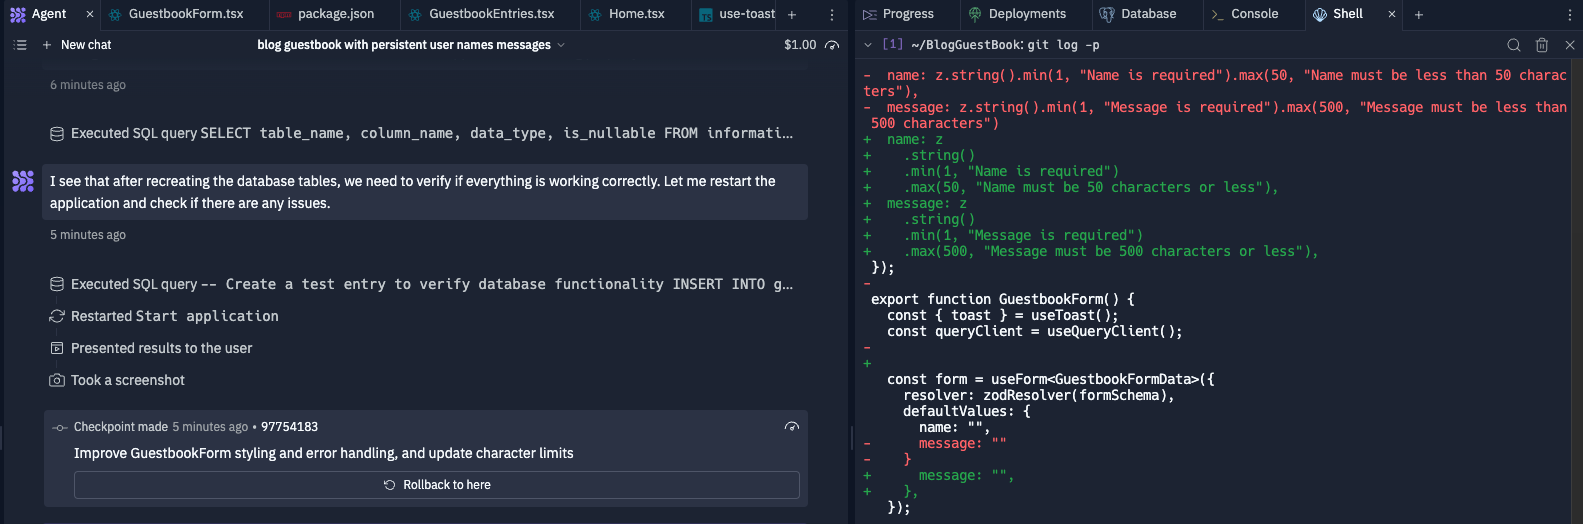 Agent GuestbookForm.tsx package.json GuestbookEntries.tsx Home.tsx use-toast
New chat blog guestbook with persistent user names messages $1.00
6 minutes ago
Executed SQL query SELECT table_name, column_name, data_type, is_nullable FROM informati...
I see that after recreating the database tables, we need to verify if everything is working correctly. Let me restart the
application and check if there are any issues.
5 minutes ago
Executed SQL query -- Create a test entry to verify database functionality INSERT INTO g...
Restarted Start application
Presented results to the user
Took a screenshot
Checkpoint made 5 minutes ago • 97754183
Improve GuestbookForm styling and error handling, and update character limits
Rollback to here
Progress Deployments Database Console Shell
[1] ~/BlogGuestBook: git log -p
-  name: z.string().min(1, "Name is required").max(50, "Name must be less than 50 charac
ters"),
-  message: z.string().min(1, "Message is required").max(500, "Message must be less than
 500 characters")
+  name: z
+    .string()
+    .min(1, "Name is required")
+    .max(50, "Name must be 50 characters or less"),
+  message: z
+    .string()
+    .min(1, "Message is required")
+    .max(500, "Message must be 500 characters or less"),
 });
-
 export function GuestbookForm() {
   const { toast } = useToast();
   const queryClient = useQueryClient();
-
+
   const form = useForm<GuestbookFormData>({
     resolver: zodResolver(formSchema),
     defaultValues: {
       name: "",
-      message: ""
-    }
+      message: "",
+    },
   });